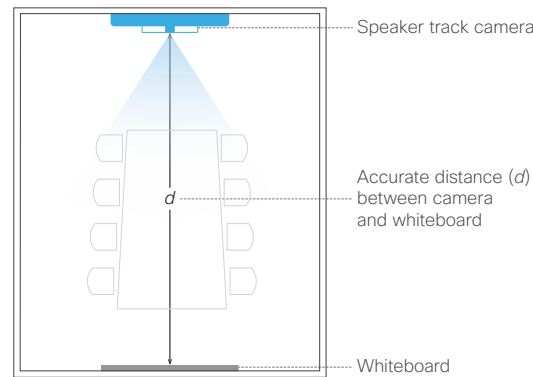 Speaker track camera
Accurate distance (d)
between camera
and whiteboard
d
Whiteboard